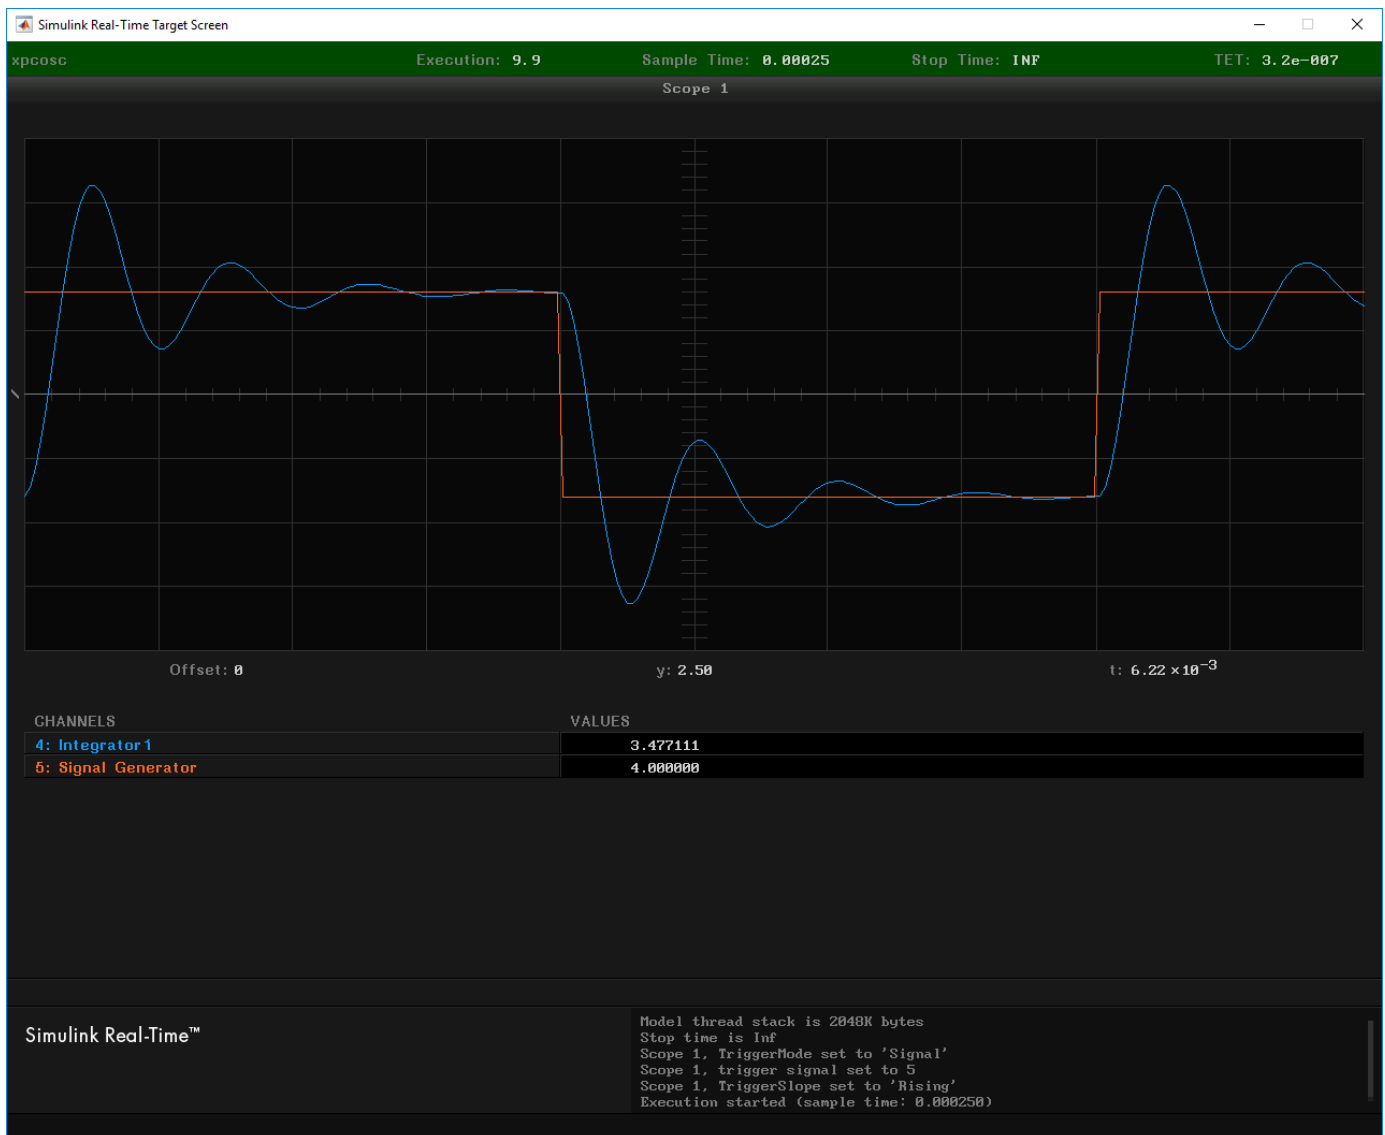 Simulink Real-Time Target Screen
xpcosc Execution: 9.9 Sample Time: 0.00025 Stop Time: INF TET: 3.2e-007
Scope 1
Offset: 0 y: 2.50 t: 6.22 ×10⁻³
CHANNELS VALUES
4: Integrator1 3.477111
5: Signal Generator 4.000000
Simulink Real-Time™
Model thread stack is 2048K bytes
Stop time is Inf
Scope 1, TriggerMode set to 'Signal'
Scope 1, trigger signal set to 5
Scope 1, TriggerSlope set to 'Rising'
Execution started (sample time: 0.000250)